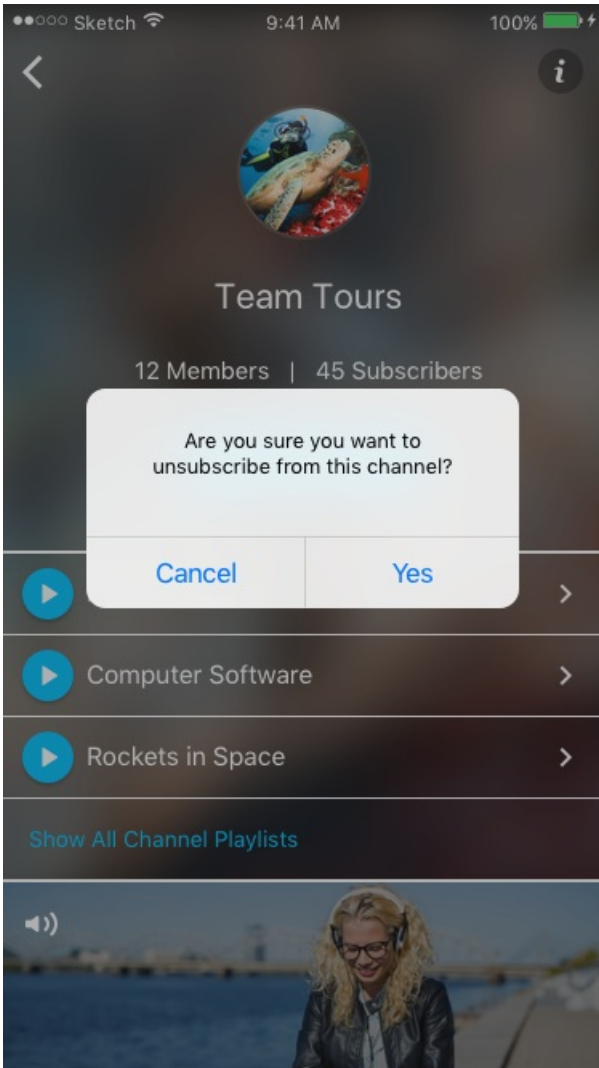 Sketch 9:41 AM 100%
i
Team Tours
12 Members | 45 Subscribers
Are you sure you want to
unsubscribe from this channel?
Cancel Yes
Computer Software
Rockets in Space
Show All Channel Playlists